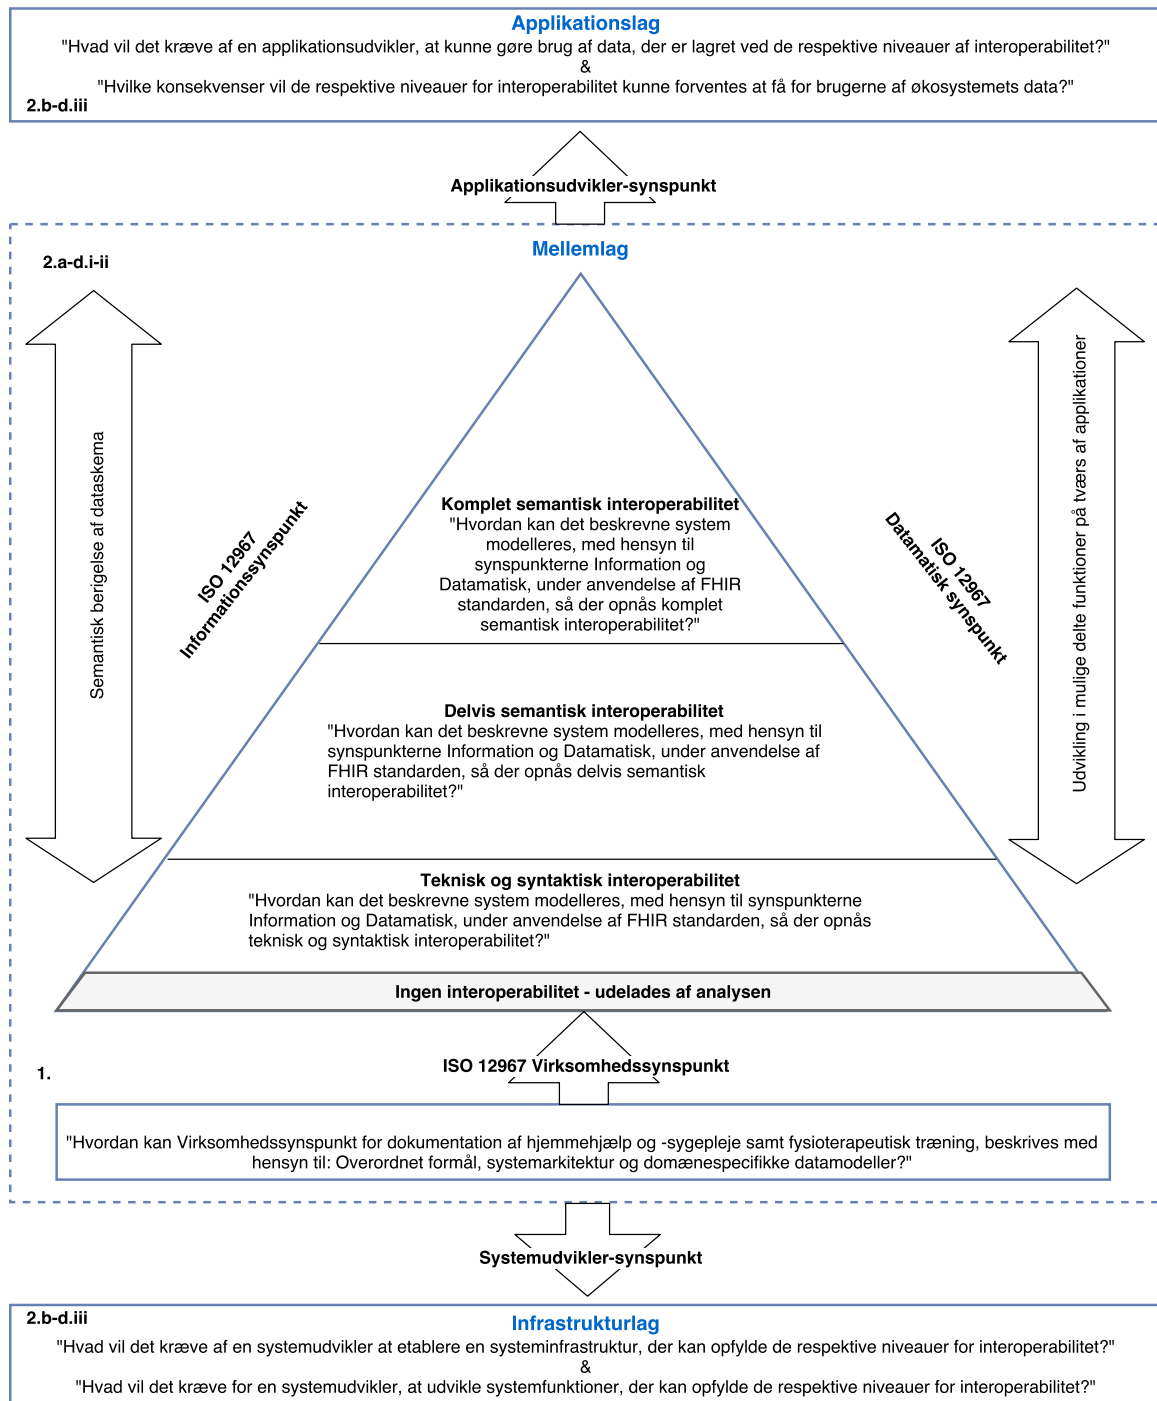 Applikationslag
"Hvad vil det kræve af en applikationsudvikler, at kunne gøre brug af data, der er lagret ved de respektive niveauer af interoperabilitet?"
&
"Hvilke konsekvenser vil de respektive niveauer for interoperabilitet kunne forventes at få for brugerne af økosystemets data?"
2.b-d.iii
Applikationsudvikler-synspunkt
Mellemlag
2.a-d.i-ii
Semantisk berigelse af dataskema
ISO 12967
Informationssynspunkt
Komplet semantisk interoperabilitet
"Hvordan kan det beskrevne system
modelleres, med hensyn til
synspunkterne Information og
Datamatisk, under anvendelse af FHIR
standarden, så der opnås komplet
semantisk interoperabilitet?"
ISO 12967
Datamatisk synspunkt
Udvikling i mulige delte funktioner på tværs af applikationer
Delvis semantisk interoperabilitet
"Hvordan kan det beskrevne system modelleres, med hensyn til
synspunkterne Information og Datamatisk, under anvendelse af
FHIR standarden, så der opnås delvis semantisk
interoperabilitet?"
Teknisk og syntaktisk interoperabilitet
"Hvordan kan det beskrevne system modelleres, med hensyn til synspunkterne
Information og Datamatisk, under anvendelse af FHIR standarden, så der opnås
teknisk og syntaktisk interoperabilitet?"
Ingen interoperabilitet - udelades af analysen
ISO 12967 Virksomhedssynspunkt
1.
"Hvordan kan Virksomhedssynspunkt for dokumentation af hjemmehjælp og -sygepleje samt fysioterapeutisk træning, beskrives med
hensyn til: Overordnet formål, systemarkitektur og domænespecifikke datamodeller?"
Systemudvikler-synspunkt
2.b-d.iii
Infrastrukturlag
"Hvad vil det kræve af en systemudvikler at etablere en systeminfrastruktur, der kan opfylde de respektive niveauer for interoperabilitet?"
&
"Hvad vil det kræve for en systemudvikler, at udvikle systemfunktioner, der kan opfylde de respektive niveauer for interoperabilitet?"